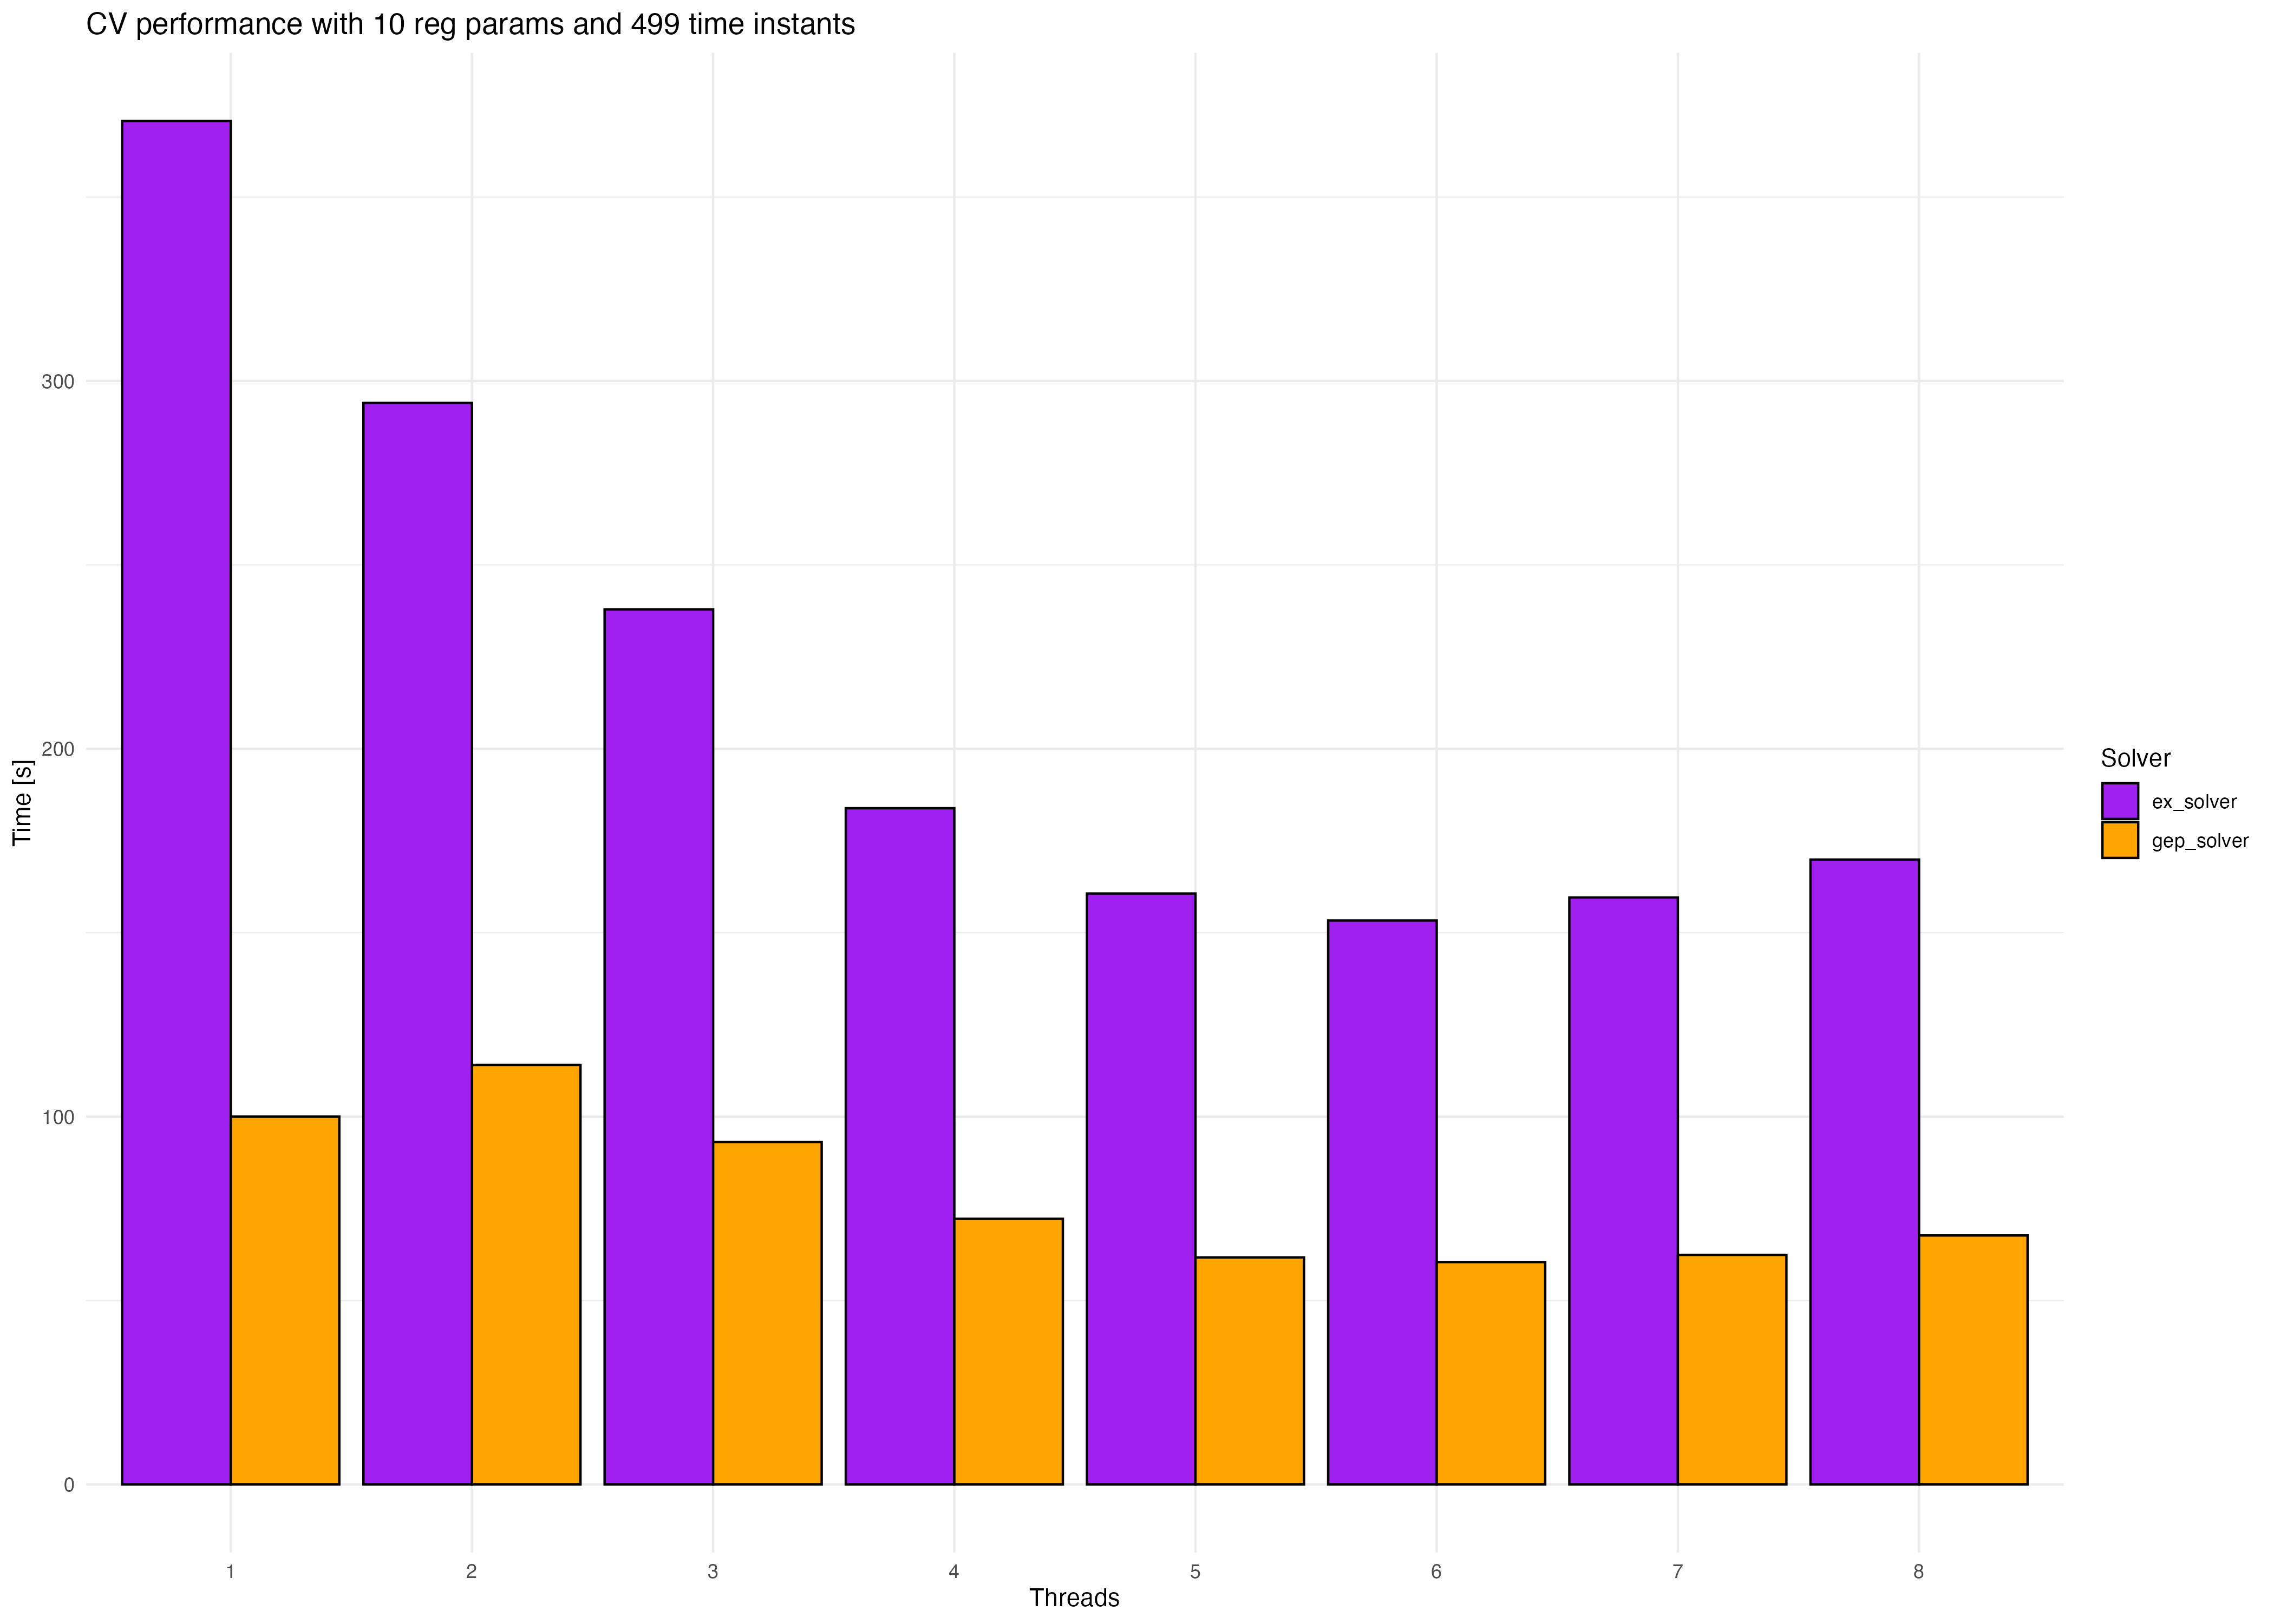 CV performance with 10 reg params and 499 time instants
300
200
100
0
Time [s]
1 2 3 4 5 6 7 8
Threads
Solver
ex_solver
gep_solver